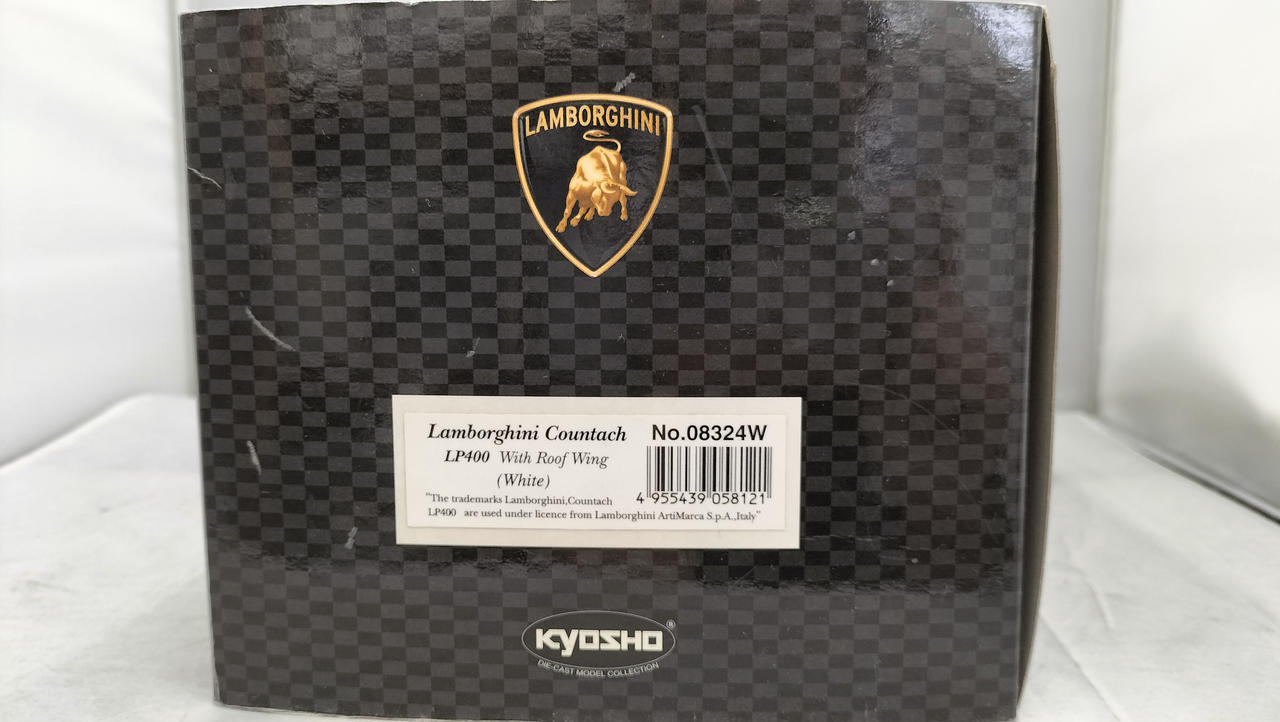 LAMBORGHINI
Lamborghini Countach No.08324W
LP400 With Roof Wing
(White)
4 955439 058121
"The trademarks Lamborghini,Countach
LP400 are used under licence from Lamborghini ArtiMarca S.p.A.,Italy"
KYOSHO ®
DIE-CAST MODEL COLLECTION